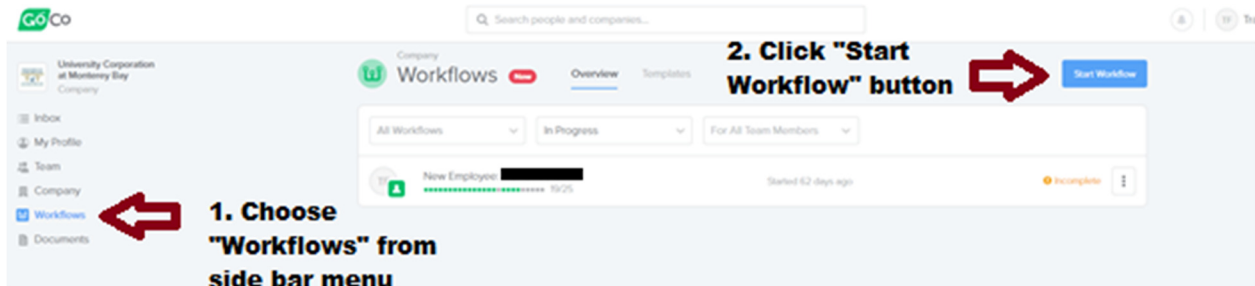 GoCo
Search people and companies...
TF
University Corporation
at Monterey Bay
Company
Inbox
My Profile
Team
Company
Workflows
Documents
1. Choose
"Workflows" from
side bar menu
Company
Workflows New
Overview
Templates
2. Click "Start
Workflow" button
Start Workflow
All Workflows
In Progress
For All Team Members
New Employee:
19/25
Started 62 days ago
Incomplete